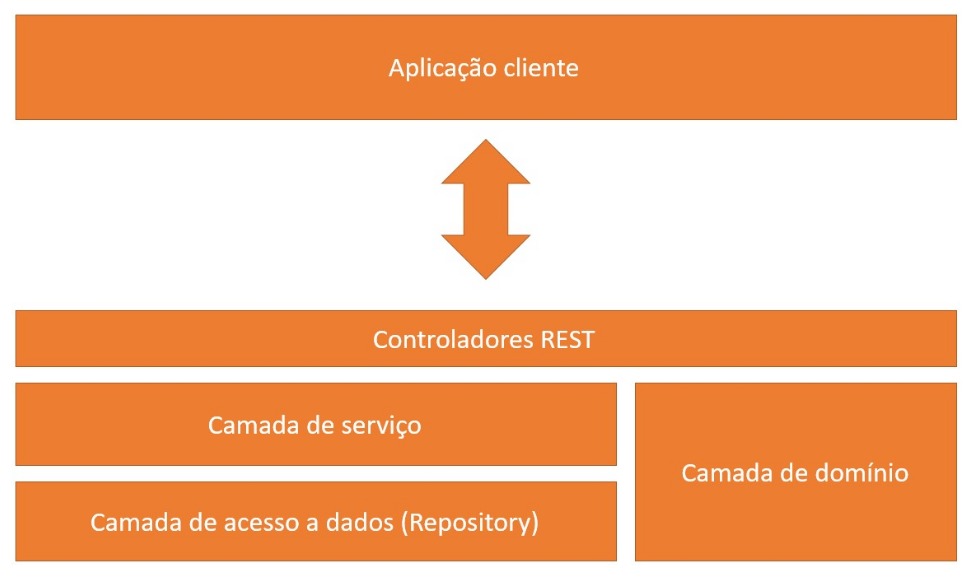 Aplicação cliente
Controladores REST
Camada de serviço
Camada de domínio
Camada de acesso a dados (Repository)